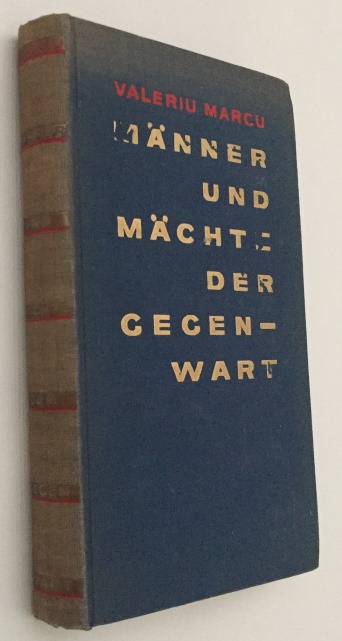 VALERIU MARCU
MÄNNER
UND
MÄCHTE
DER
GEGEN-
WART